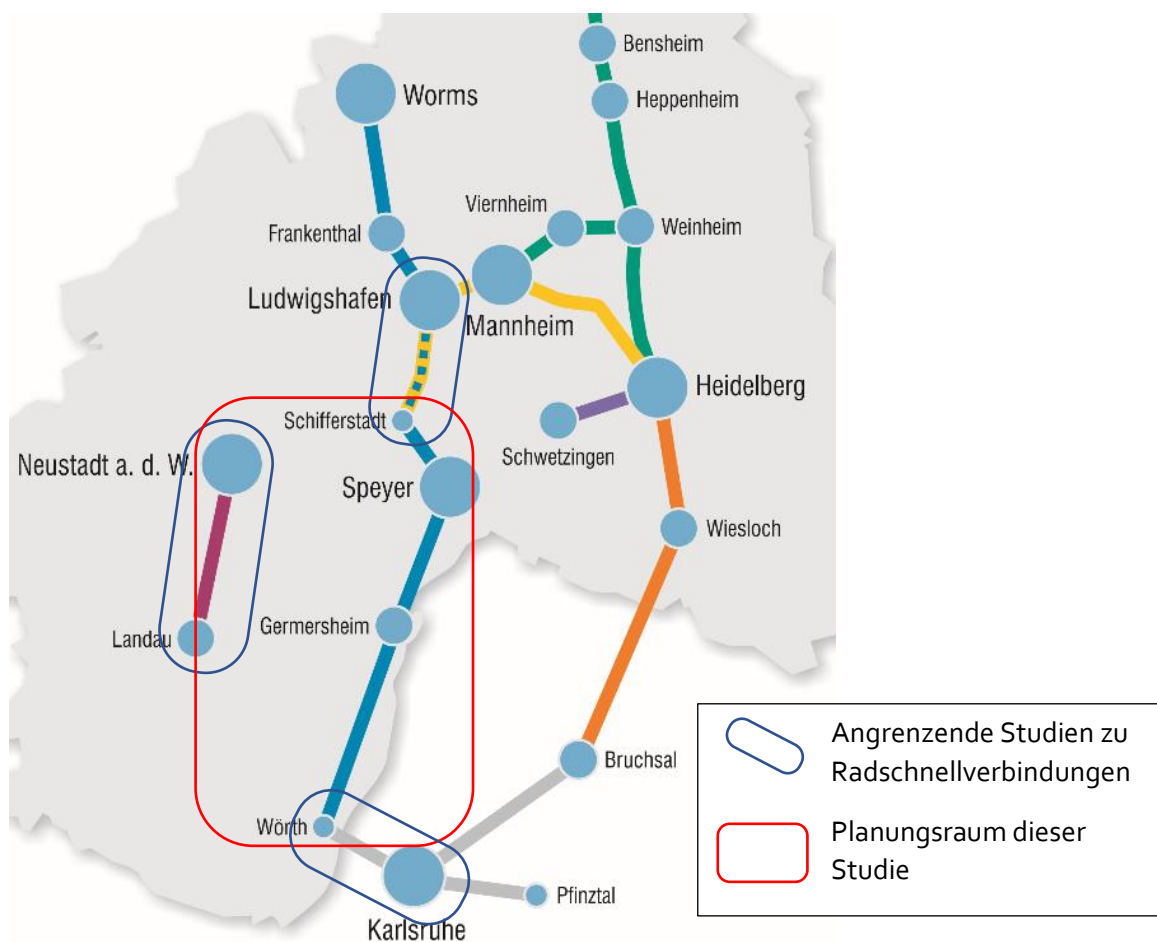 Bensheim
Worms
Heppenheim
Viernheim
Weinheim
Frankenthal
Ludwigshafen
Mannheim
Heidelberg
Schifferstadt
Schwetzingen
Neustadt a. d. W.
Speyer
Wiesloch
Germersheim
Landau
Bruchsal
Wörth
Pfinztal
Karlsruhe
Angrenzende Studien zu
Radschnellverbindungen
Planungsraum dieser
Studie